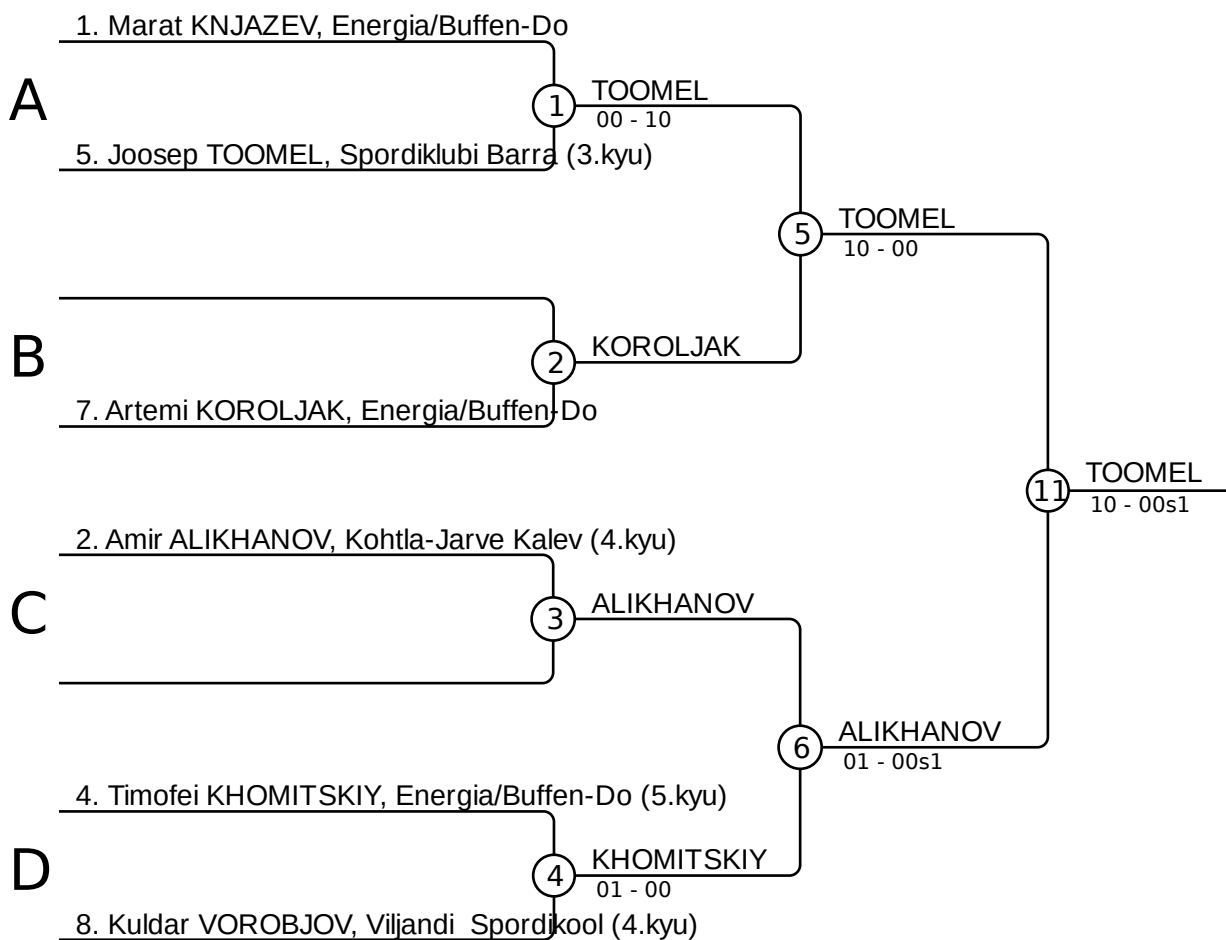 1. Marat KNJAZEV, Energia/Buffen-Do
A
1
TOOMEL
00 - 10
5. Joosep TOOMEL, Spordiklubi Barra (3.kyu)
5
TOOMEL
10 - 00
B
2
KOROLJAK
7. Artemi KOROLJAK, Energia/Buffen-Do
11
TOOMEL
10 - 00s1
2. Amir ALIKHANOV, Kohtla-Jarve Kalev (4.kyu)
C
3
ALIKHANOV
6
ALIKHANOV
01 - 00s1
4. Timofei KHOMITSKIY, Energia/Buffen-Do (5.kyu)
D
4
KHOMITSKIY
01 - 00
8. Kuldar VOROBJOV, Viljandi  Spordikool (4.kyu)